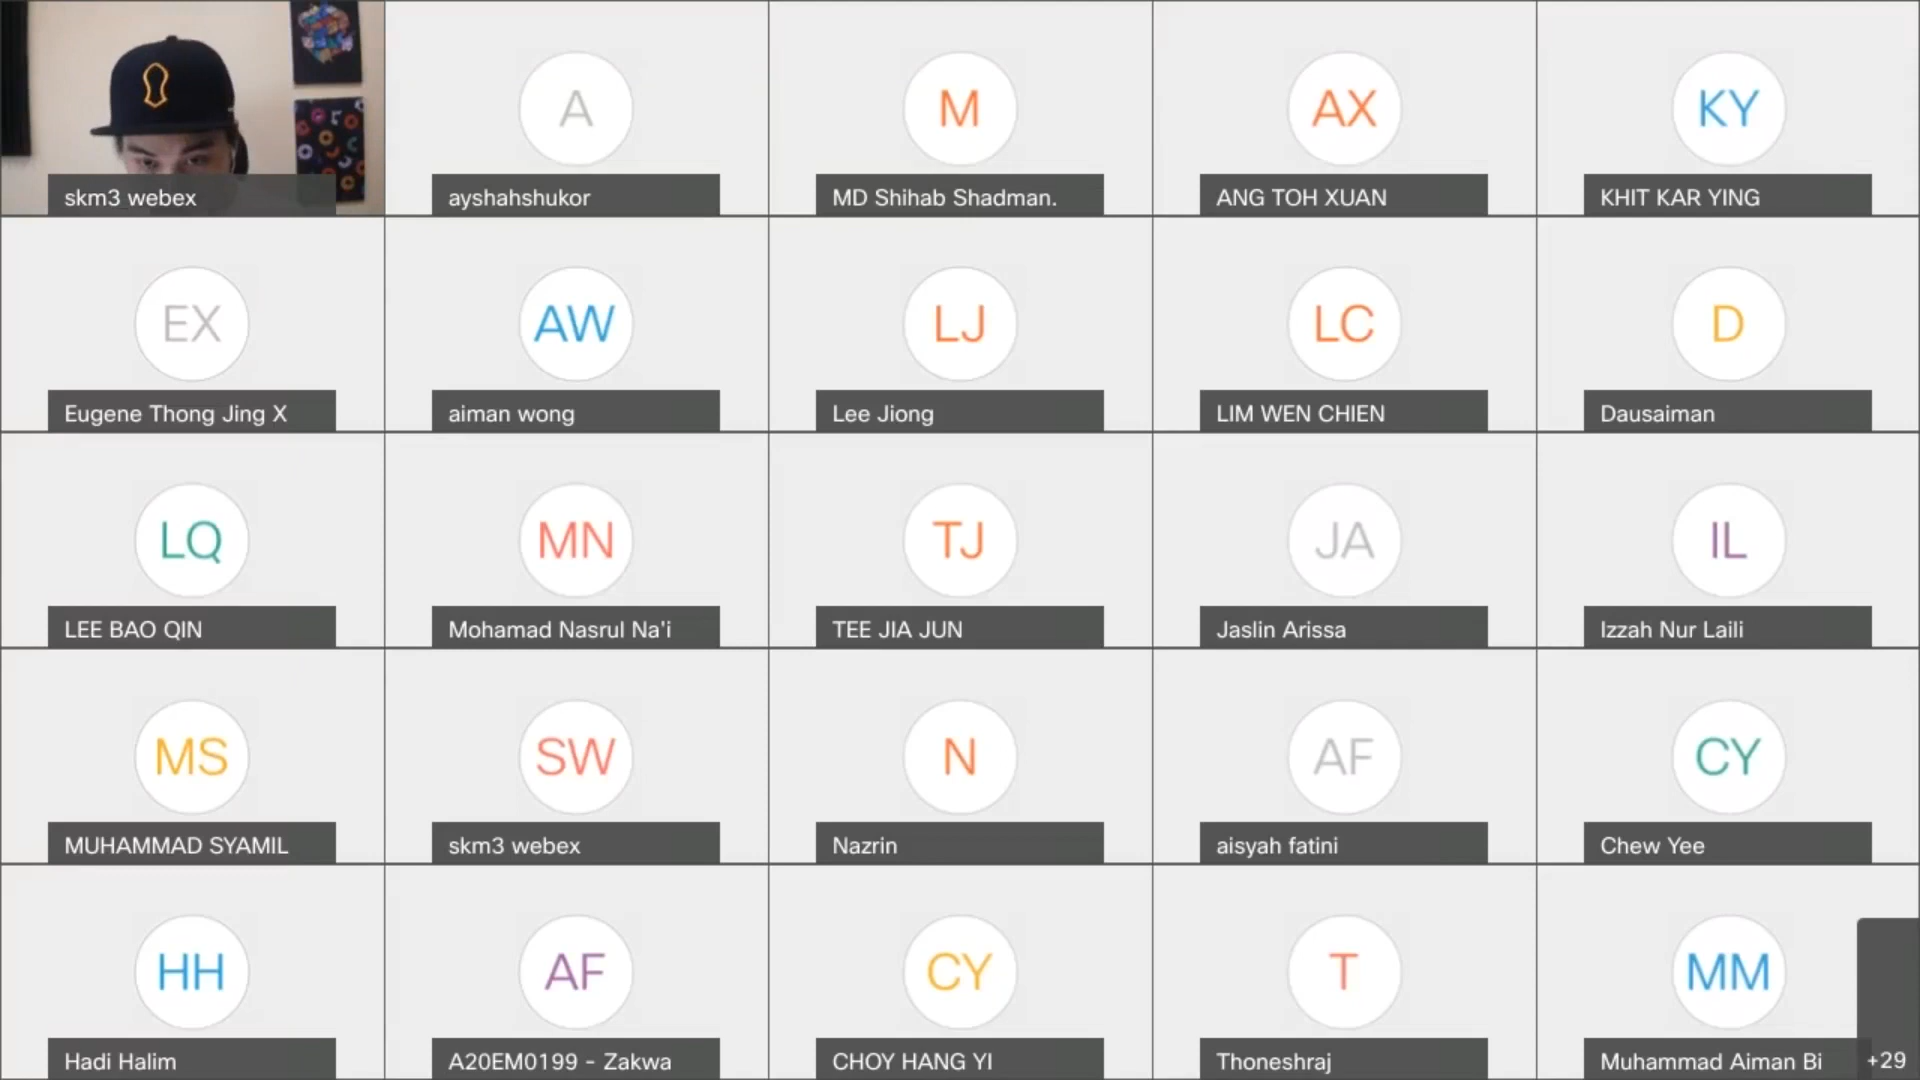 skm3 webex
A
ayshahshukor
M
MD Shihab Shadman.
AX
ANG TOH XUAN
KY
KHIT KAR YING
EX
Eugene Thong Jing X
AW
aiman wong
LJ
Lee Jiong
LC
LIM WEN CHIEN
D
Dausaiman
LQ
LEE BAO QIN
MN
Mohamad Nasrul Na'i
TJ
TEE JIA JUN
JA
Jaslin Arissa
IL
Izzah Nur Laili
MS
MUHAMMAD SYAMIL
SW
skm3 webex
N
Nazrin
AF
aisyah fatini
CY
Chew Yee
HH
Hadi Halim
AF
A20EM0199 - Zakwa
CY
CHOY HANG YI
T
Thoneshraj
MM
Muhammad Aiman Bi
+29